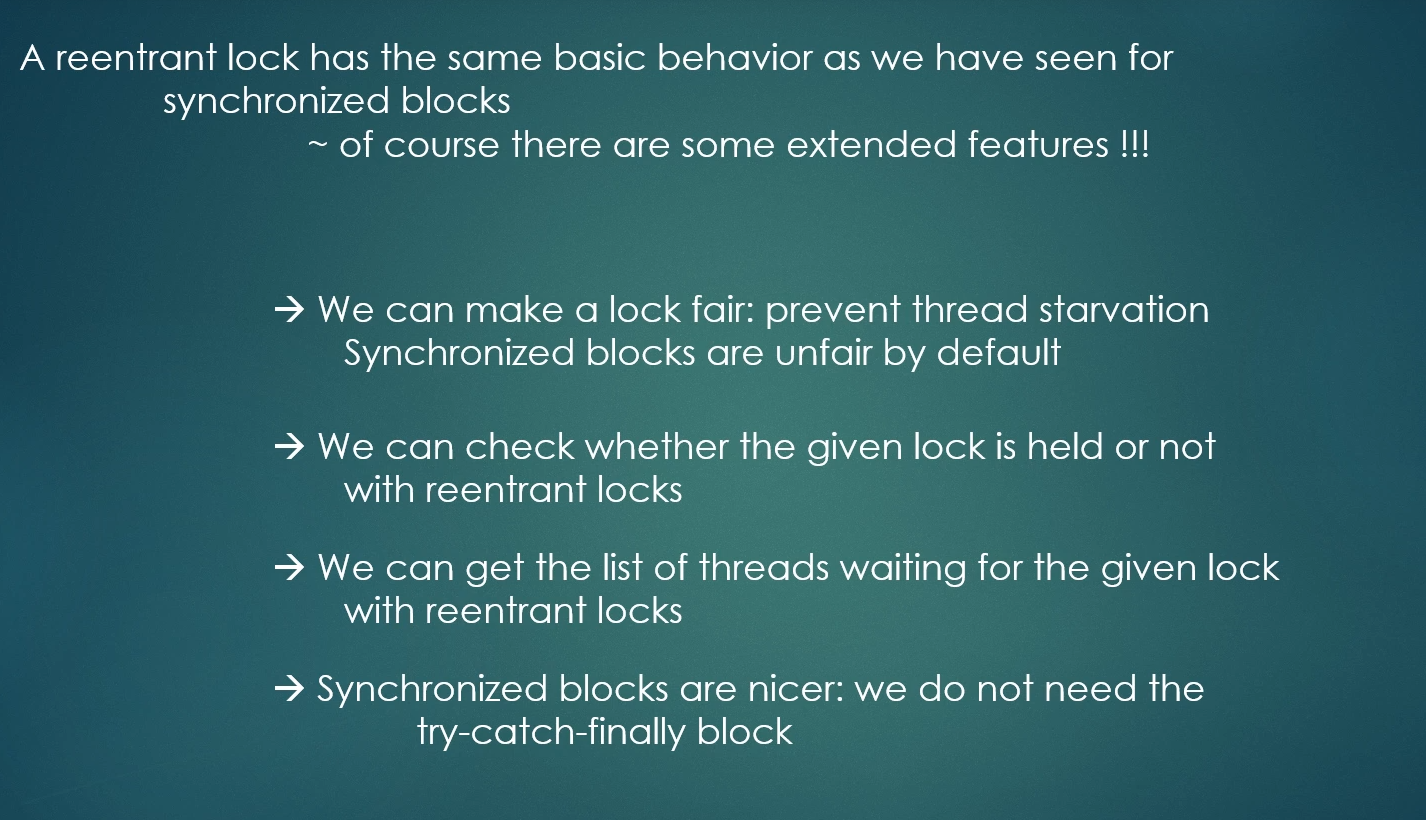 A reentrant lock has the same basic behavior as we have seen for
synchronized blocks
~ of course there are some extended features !!!
→ We can make a lock fair: prevent thread starvation
Synchronized blocks are unfair by default
→ We can check whether the given lock is held or not
with reentrant locks
→ We can get the list of threads waiting for the given lock
with reentrant locks
→ Synchronized blocks are nicer: we do not need the
try-catch-finally block